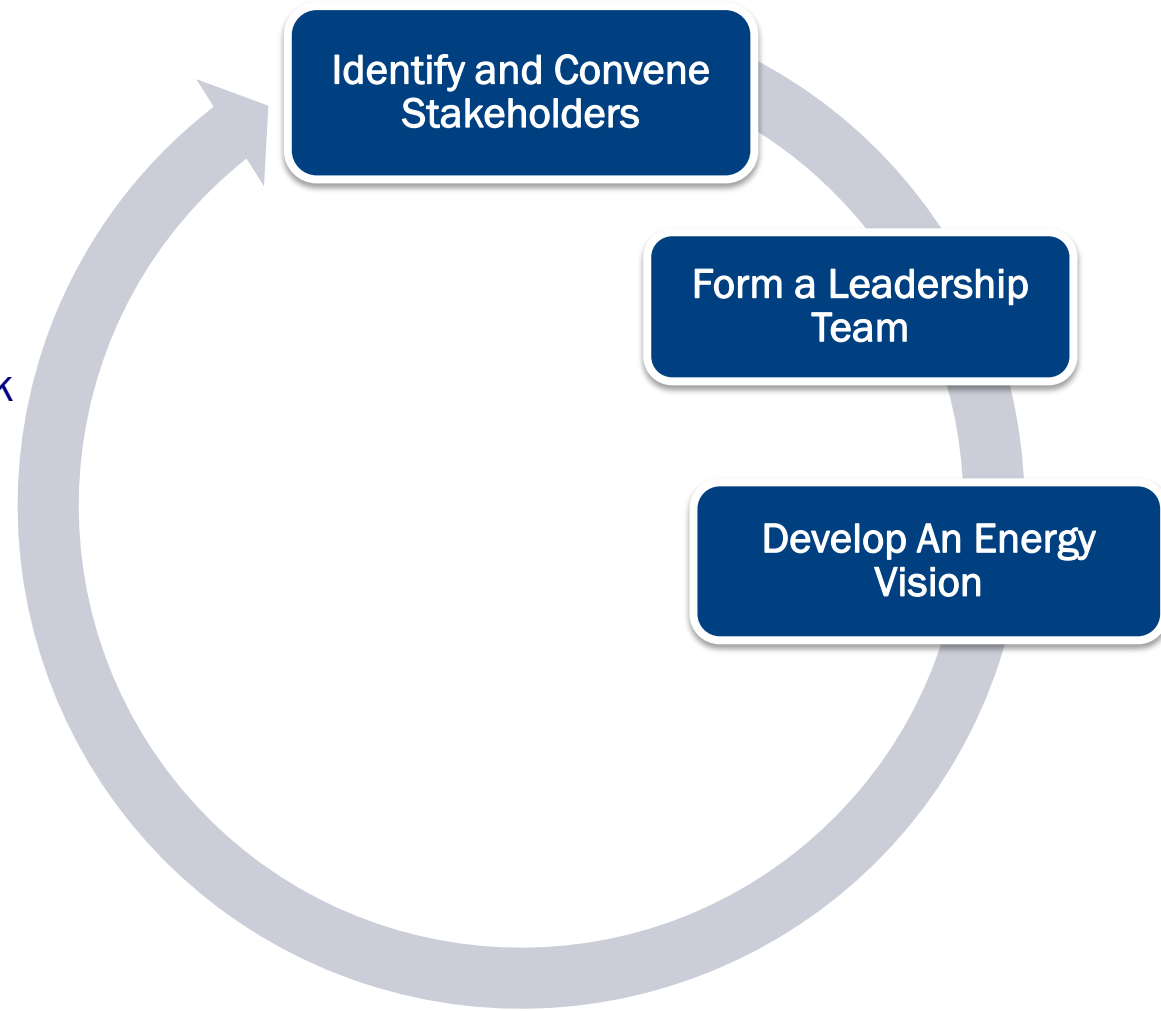 Identify and Convene
Stakeholders
Form a Leadership
Team
k
Develop An Energy
Vision